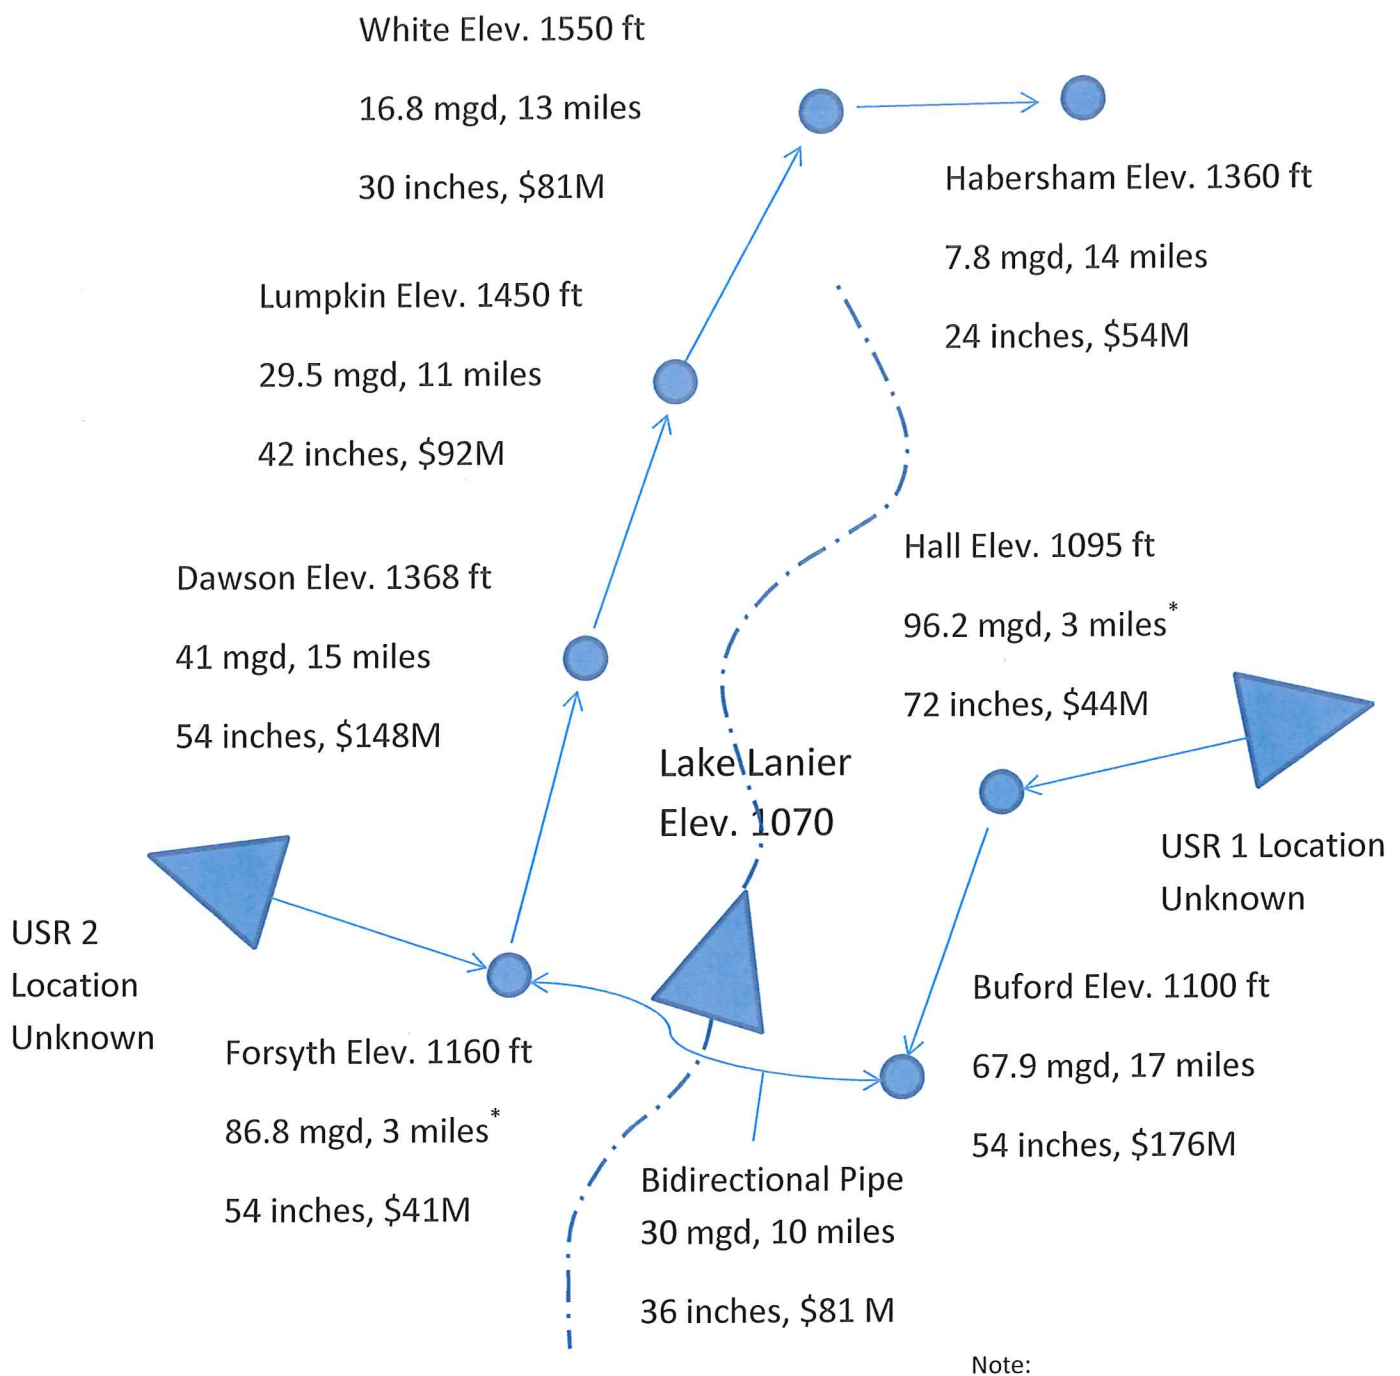 White Elev. 1550 ft
16.8 mgd, 13 miles
30 inches, $81M
Habersham Elev. 1360 ft
7.8 mgd, 14 miles
24 inches, $54M
Lumpkin Elev. 1450 ft
29.5 mgd, 11 miles
42 inches, $92M
Hall Elev. 1095 ft
96.2 mgd, 3 miles*
72 inches, $44M
Dawson Elev. 1368 ft
41 mgd, 15 miles
54 inches, $148M
Lake Lanier
Elev. 1070
USR 1 Location
Unknown
USR 2
Location
Unknown
Forsyth Elev. 1160 ft
86.8 mgd, 3 miles*
54 inches, $41M
Buford Elev. 1100 ft
67.9 mgd, 17 miles
54 inches, $176M
Bidirectional Pipe
30 mgd, 10 miles
36 inches, $81 M
Note: